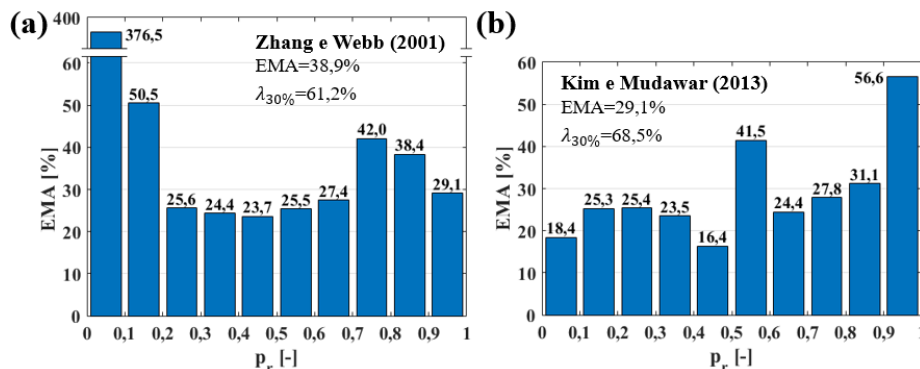 (a)
400
376,5
Zhang e Webb (2001)
EMA=38,9%
λ30%=61,2%
60
50
40
30
20
10
0
EMA [%]
50,5
25,6
24,4
23,7
25,5
27,4
42,0
38,4
29,1
0 0,1 0,2 0,3 0,4 0,5 0,6 0,7 0,8 0,9 1
p_r [-]
(b)
Kim e Mudawar (2013)
EMA=29,1%
λ30%=68,5%
60
50
40
30
20
10
0
EMA [%]
18,4
25,3
25,4
23,5
16,4
41,5
24,4
27,8
31,1
56,6
0 0,1 0,2 0,3 0,4 0,5 0,6 0,7 0,8 0,9 1
p_r [-]